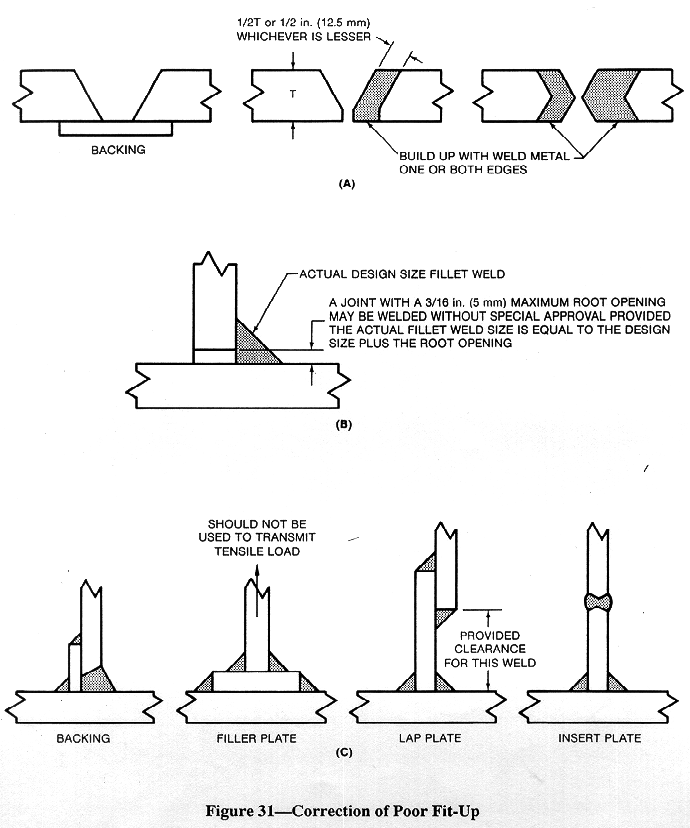 1/2T or 1/2 in. (12.5 mm)
WHICHEVER IS LESSER
T
BACKING
BUILD UP WITH WELD METAL
ONE OR BOTH EDGES
(A)
ACTUAL DESIGN SIZE FILLET WELD
A JOINT WITH A 3/16 in. (5 mm) MAXIMUM ROOT OPENING
MAY BE WELDED WITHOUT SPECIAL APPROVAL PROVIDED
THE ACTUAL FILLET WELD SIZE IS EQUAL TO THE DESIGN
SIZE PLUS THE ROOT OPENING
(B)
SHOULD NOT BE
USED TO TRANSMIT
TENSILE LOAD
PROVIDED
CLEARANCE
FOR THIS WELD
BACKING
FILLER PLATE
LAP PLATE
INSERT PLATE
(C)
Figure 31—Correction of Poor Fit-Up